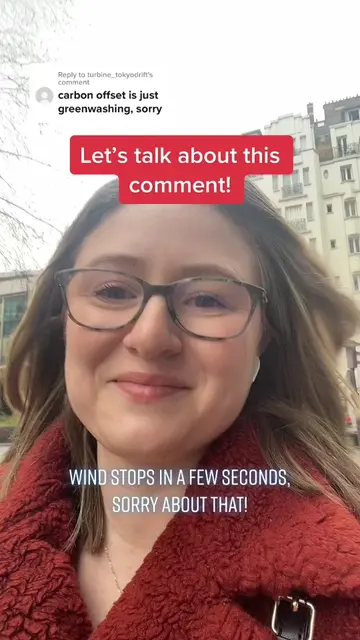 Reply to turbine_tokyodrift's
comment
carbon offset is just
greenwashing, sorry
Let's talk about this
comment!
WIND STOPS IN A FEW SECONDS,
SORRY ABOUT THAT!